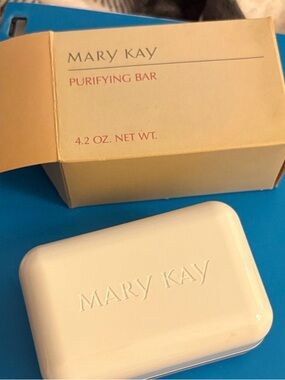 MARY KAY
PURIFYING BAR
4.2 OZ. NET WT.
MARY KAY